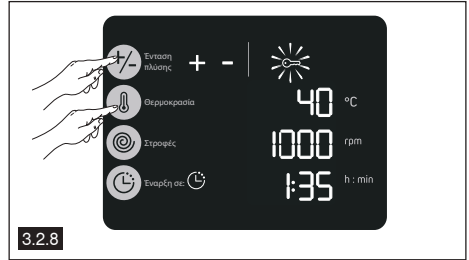 +/- Ένταση
πλύσης + -
Θερμοκρασία 40 °C
Στροφές 1000 rpm
Έναρξη σε: 1:35 h : min
3.2.8